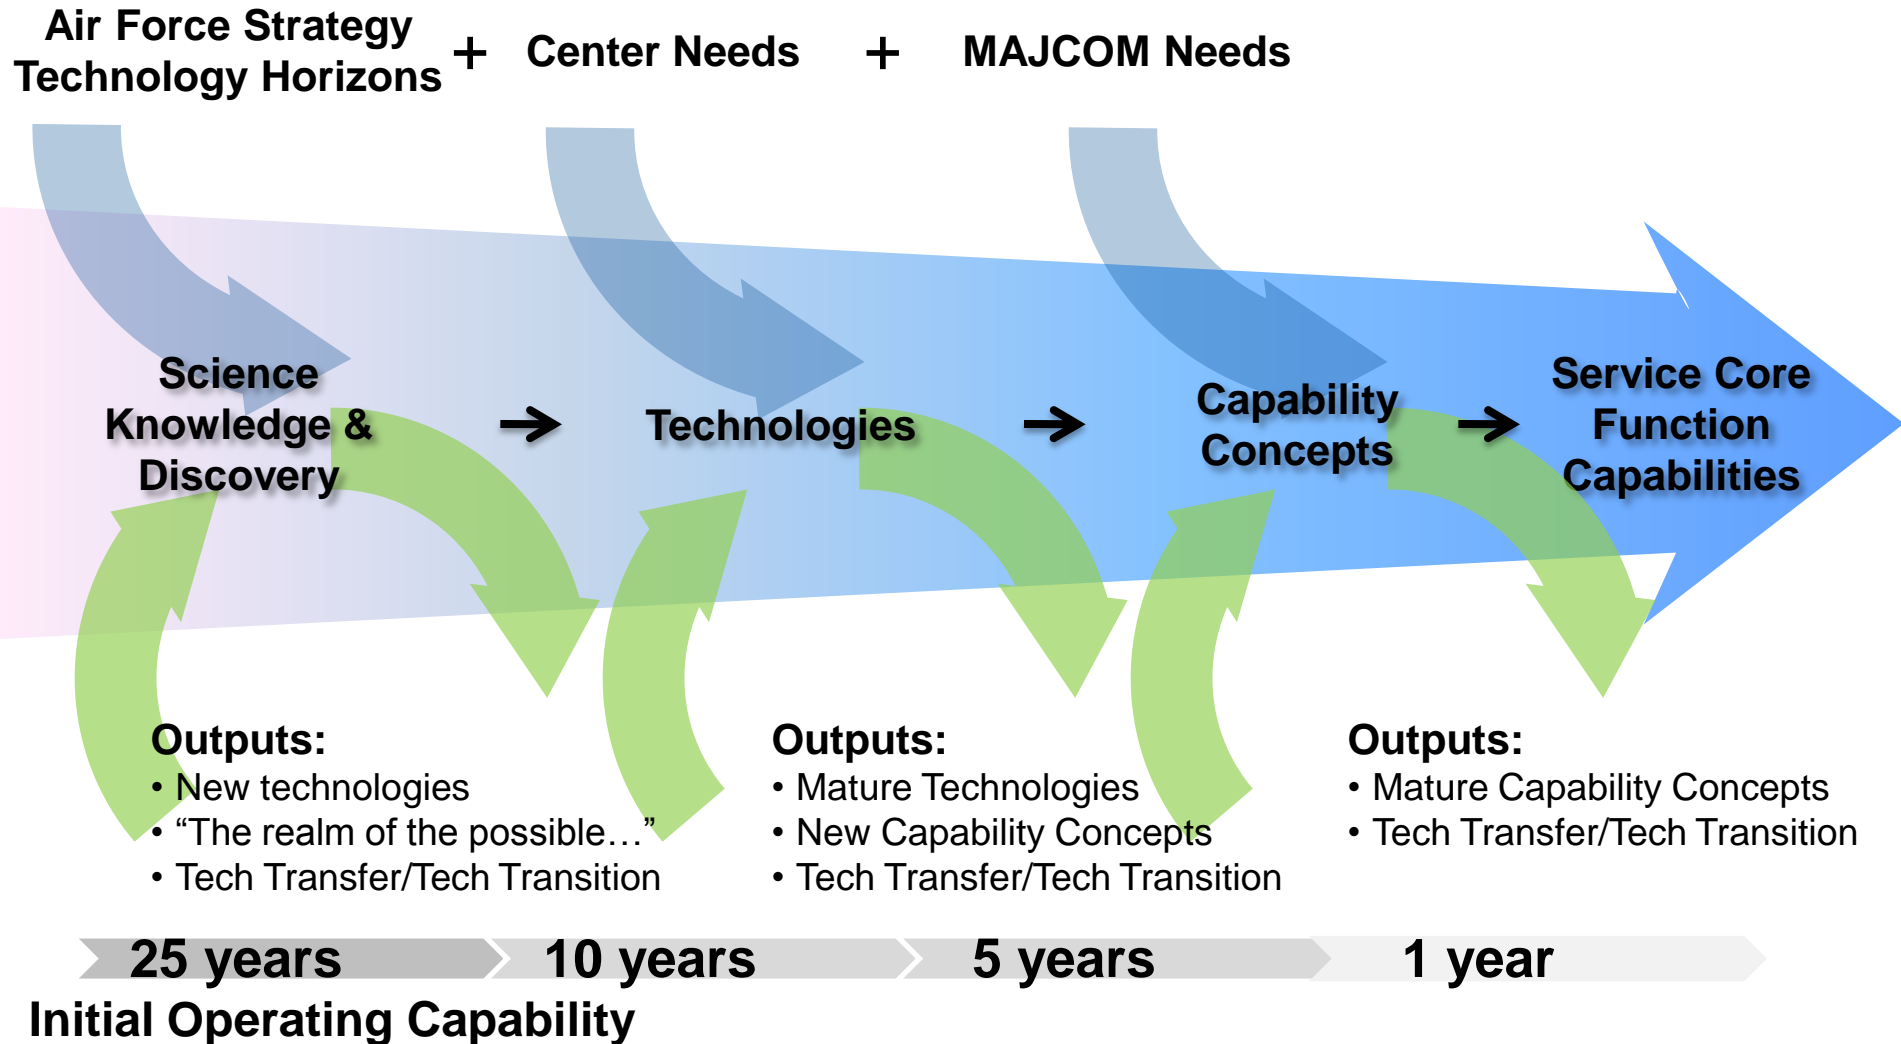 Air Force Strategy
Technology Horizons
+
Center Needs
+
MAJCOM Needs
Science
Knowledge &
Discovery
Technologies
Capability
Concepts
Service Core
Function
Capabilities
Outputs:
• New technologies
• “The realm of the possible…”
• Tech Transfer/Tech Transition
Outputs:
• Mature Technologies
• New Capability Concepts
• Tech Transfer/Tech Transition
Outputs:
• Mature Capability Concepts
• Tech Transfer/Tech Transition
25 years
10 years
5 years
1 year
Initial Operating Capability